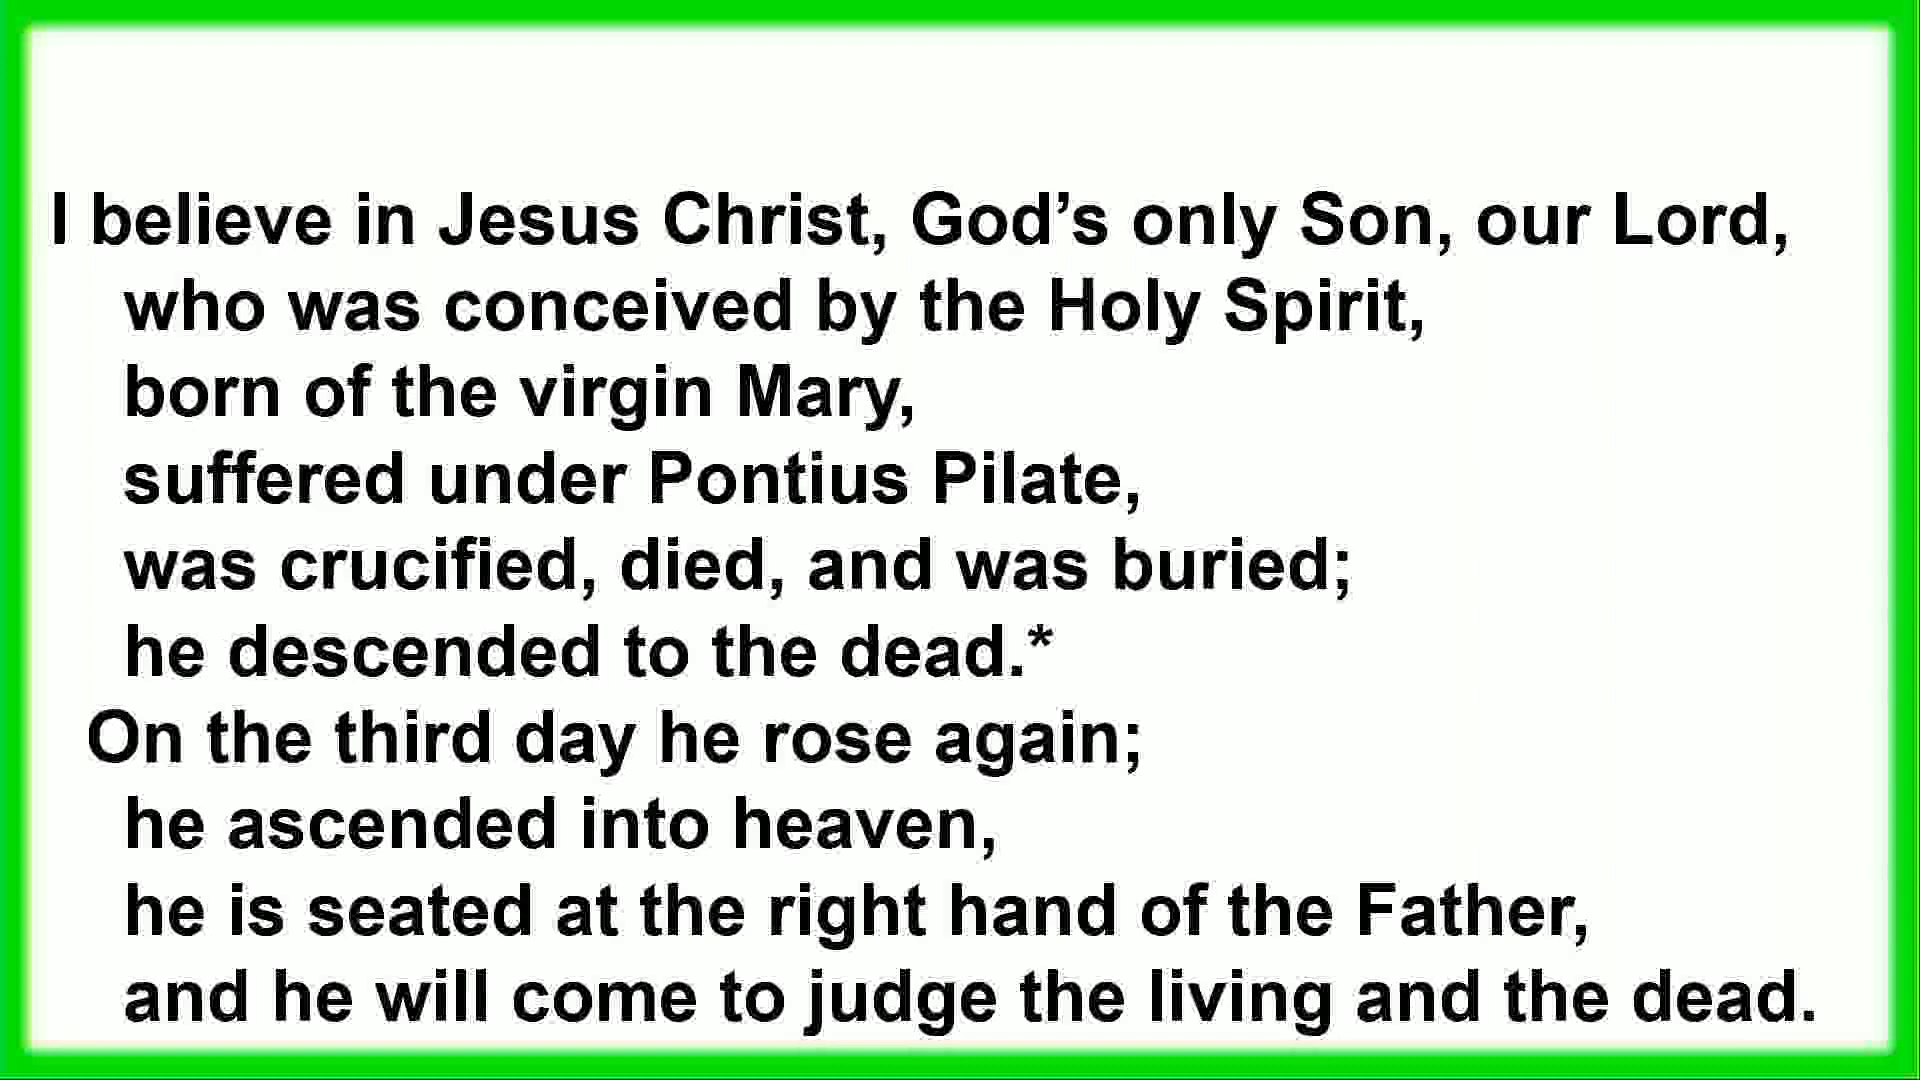 I believe in Jesus Christ, God’s only Son, our Lord,
who was conceived by the Holy Spirit,
born of the virgin Mary,
suffered under Pontius Pilate,
was crucified, died, and was buried;
he descended to the dead.*
On the third day he rose again;
he ascended into heaven,
he is seated at the right hand of the Father,
and he will come to judge the living and the dead.